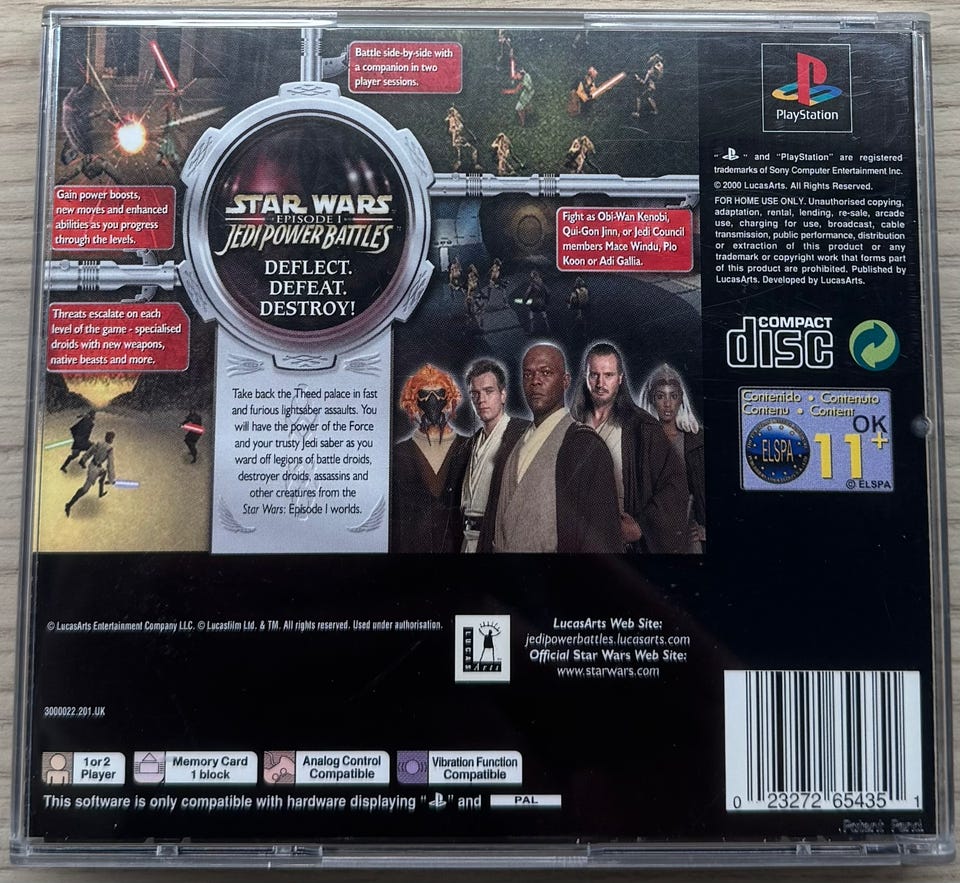 Battle side-by-side with
a companion in two
player sessions.
Gain power boosts,
new moves and enhanced
abilities as you progress
through the levels.
Threats escalate on each
level of the game - specialised
droids with new weapons,
native beasts and more.
STAR WARS
EPISODE I
JEDI POWER BATTLES™
DEFLECT.
DEFEAT.
DESTROY!
Fight as Obi-Wan Kenobi,
Qui-Gon Jinn, or Jedi Council
members Mace Windu, Plo
Koon or Adi Gallia.
Take back the Theed palace in fast
and furious lightsaber assaults. You
will have the power of the Force
and your trusty jedi saber as you
ward off legions of battle droids,
destroyer droids, assassins and
other creatures from the
Star Wars: Episode I worlds.
PlayStation
" " and "PlayStation" are registered
trademarks of Sony Computer Entertainment Inc.
© 2000 LucasArts. All Rights Reserved.
FOR HOME USE ONLY. Unauthorised copying,
adaptation, rental, lending, re-sale, arcade
use, charging for use, broadcast, cable
transmission, public performance, distribution
or extraction of this product or any
trademark or copyright work that forms part
of this product are prohibited. Published by
LucasArts. Developed by LucasArts.
COMPACT
disc
Contenido • Contenuto
Contenu • Content
OK
ELSPA
11+
© ELSPA
© LucasArts Entertainment Company LLC. © Lucasfilm Ltd. & TM. All rights reserved. Used under authorisation.
LUCAS
Arts
LucasArts Web Site:
jedipowerbattles.lucasarts.com
Official Star Wars Web Site:
www.starwars.com
3000022.201.UK
1 or 2
Player
Memory Card
1 block
Analog Control
Compatible
Vibration Function
Compatible
This software is only compatible with hardware displaying " " and PAL
0 23272 65435 1
Patent Pend